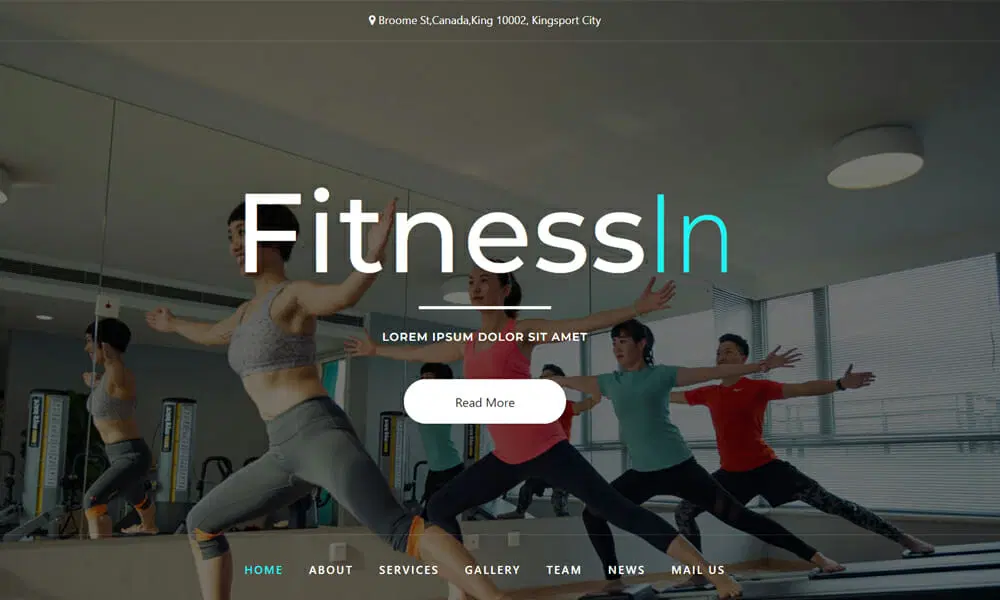 Broome St,Canada,King 10002, Kingsport City
FitnessIn
LOREM IPSUM DOLOR SIT AMET
Read More
HOME ABOUT SERVICES GALLERY TEAM NEWS MAIL US